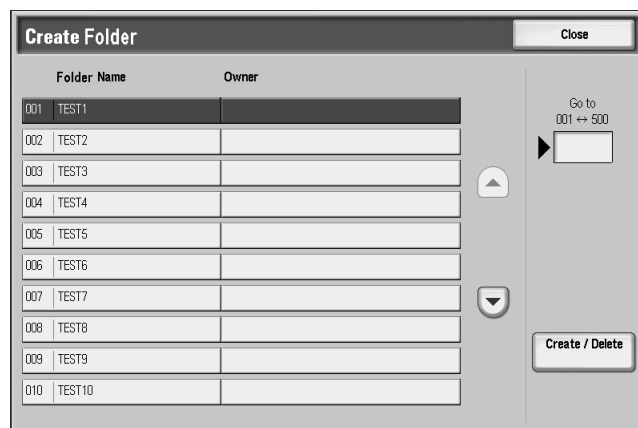 Create Folder
Close
Folder Name Owner
001 TEST1
002 TEST2
003 TEST3
004 TEST4
005 TEST5
006 TEST6
007 TEST7
008 TEST8
009 TEST9
010 TEST10
Go to
001 ↔ 500
Create / Delete